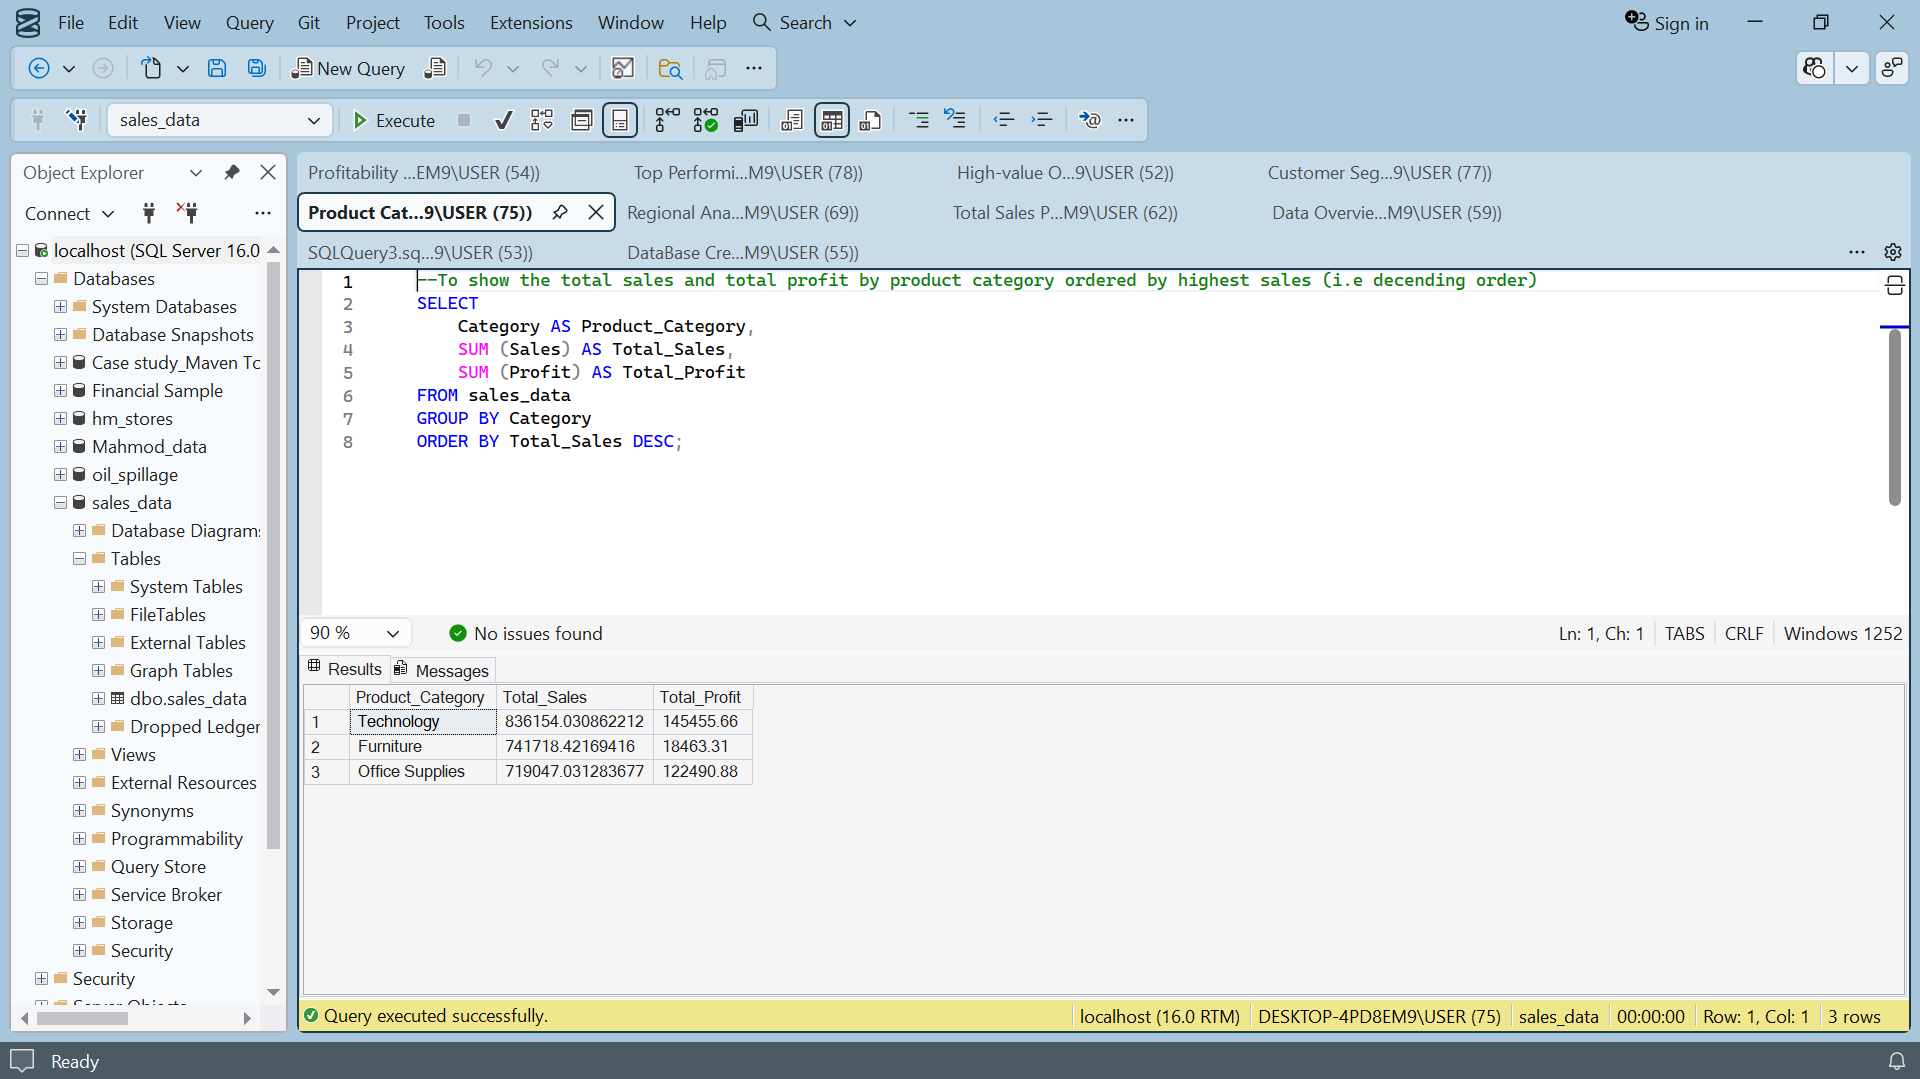 File Edit View Query Git Project Tools Extensions Window Help Search Sign in
New Query
sales_data Execute
Object Explorer
Connect
localhost (SQL Server 16.0
Databases
System Databases
Database Snapshots
Case study_Maven To
Financial Sample
hm_stores
Mahmod_data
oil_spillage
sales_data
Database Diagrams
Tables
System Tables
FileTables
External Tables
Graph Tables
dbo.sales_data
Dropped Ledger
Views
External Resources
Synonyms
Programmability
Query Store
Service Broker
Storage
Security
Security
Server Objects
Profitability ...EM9\USER (54)) Top Performi...M9\USER (78)) High-value O...9\USER (52)) Customer Seg...9\USER (77))
Product Cat...9\USER (75)) Regional Ana...M9\USER (69)) Total Sales P...M9\USER (62)) Data Overvie...M9\USER (59))
SQLQuery3.sq...9\USER (53)) DataBase Cre...M9\USER (55))
1 --To show the total sales and total profit by product category ordered by highest sales (i.e decending order)
2 SELECT
3 Category AS Product_Category,
4 SUM (Sales) AS Total_Sales,
5 SUM (Profit) AS Total_Profit
6 FROM sales_data
7 GROUP BY Category
8 ORDER BY Total_Sales DESC;
90 % No issues found Ln: 1, Ch: 1 TABS CRLF Windows 1252
Results Messages
Product_Category Total_Sales Total_Profit
1 Technology 836154.030862212 145455.66
2 Furniture 741718.42169416 18463.31
3 Office Supplies 719047.031283677 122490.88
Query executed successfully. localhost (16.0 RTM) DESKTOP-4PD8EM9\USER (75) sales_data 00:00:00 Row: 1, Col: 1 3 rows
Ready